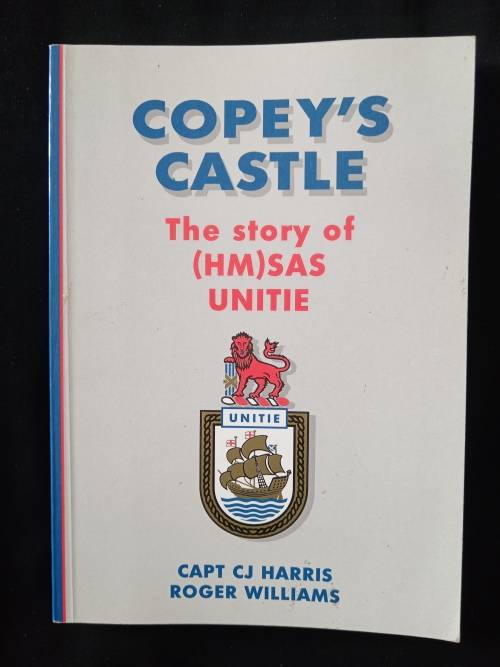 COPEY'S
CASTLE
The story of
(HM)SAS
UNITIE
UNITIE
CAPT CJ HARRIS
ROGER WILLIAMS